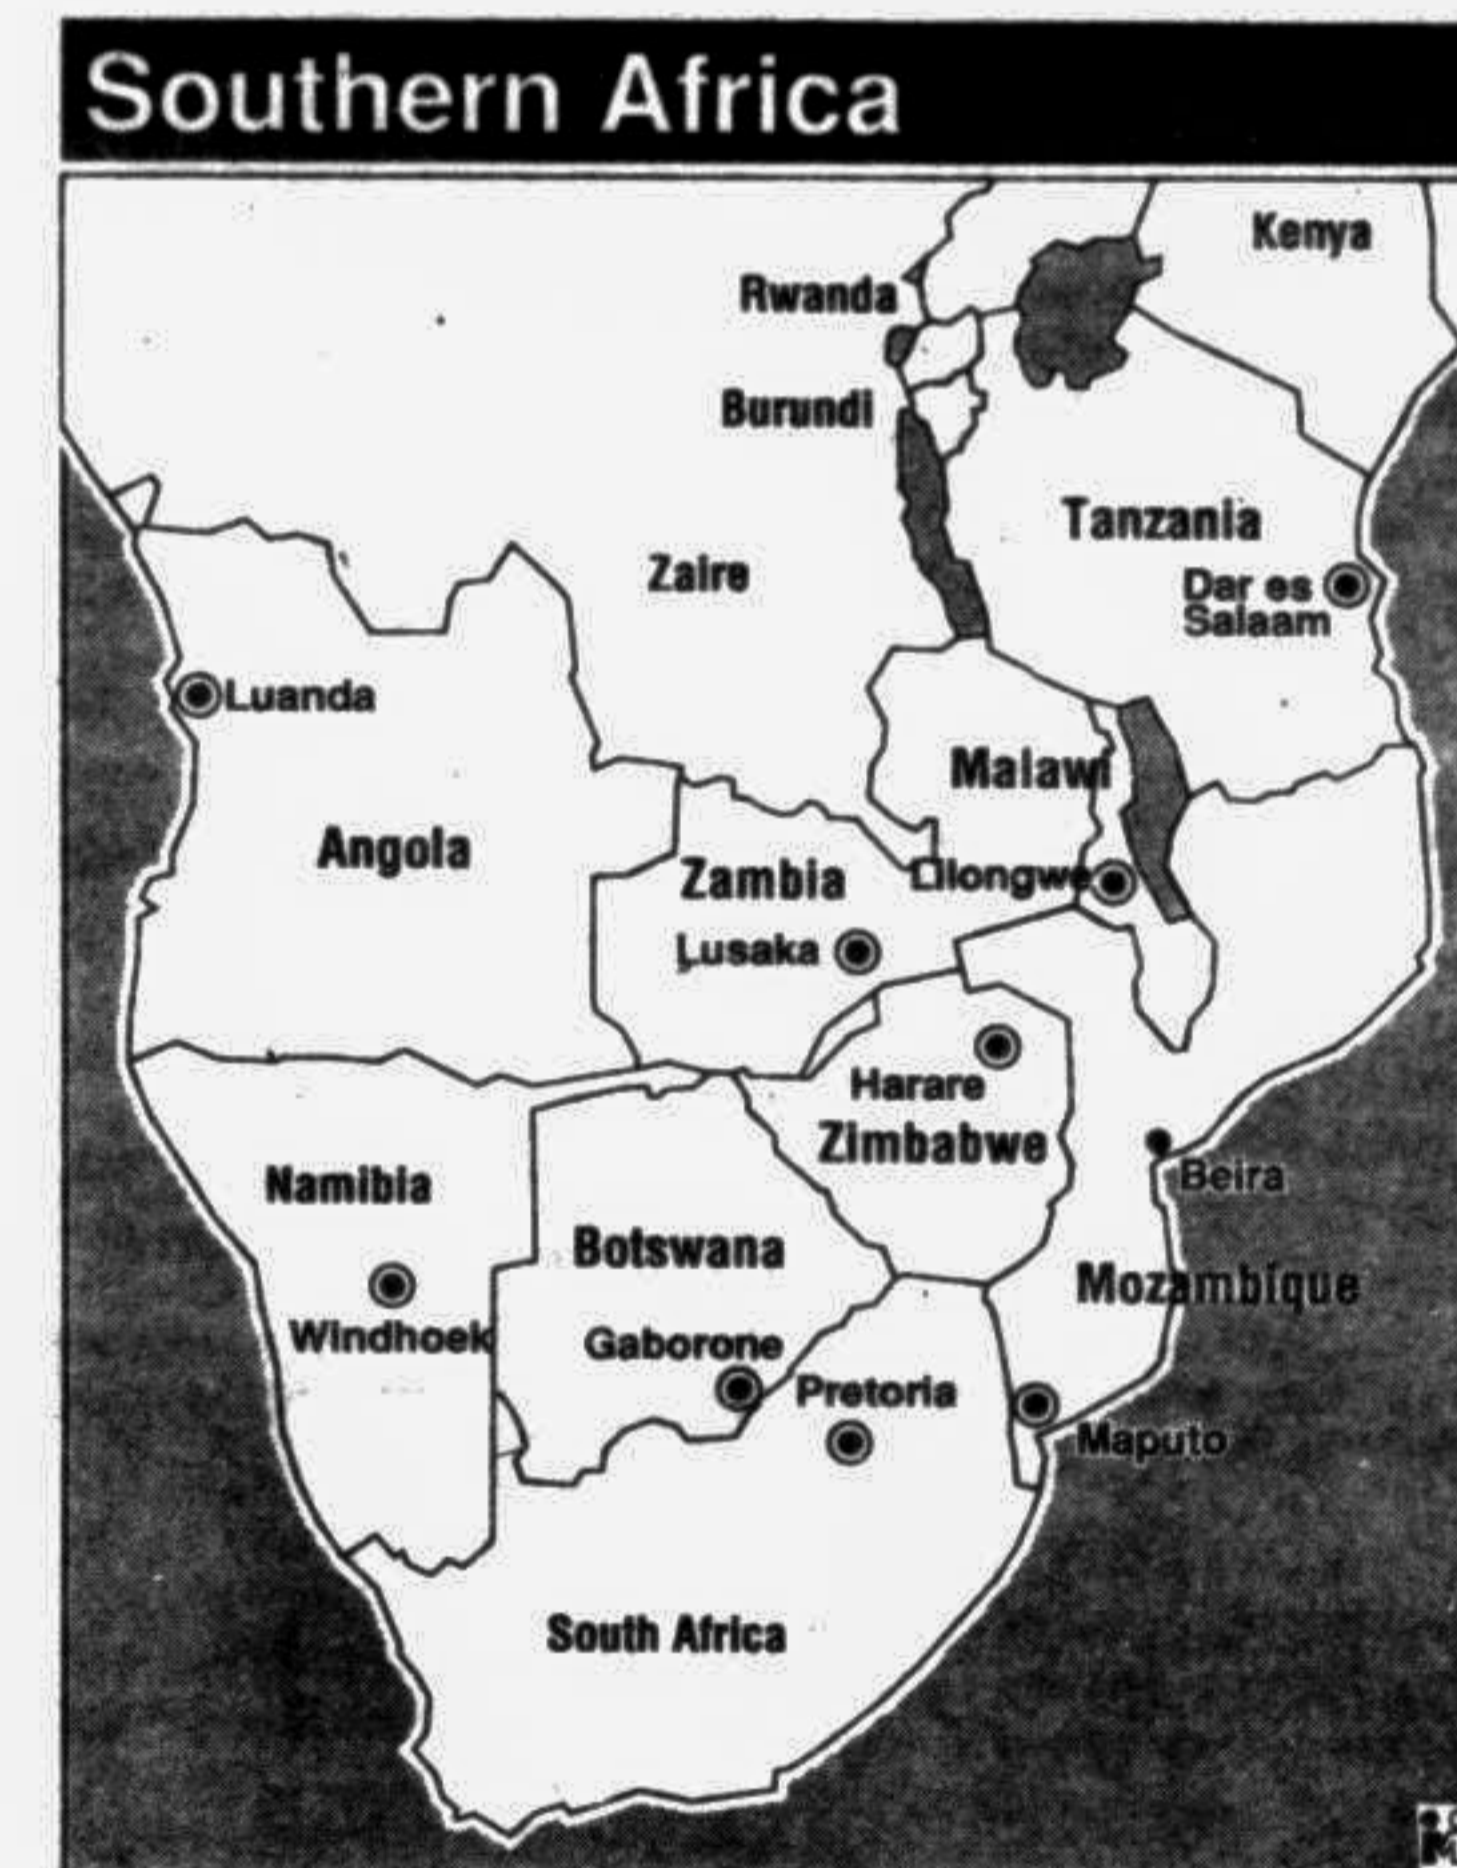 Southern Africa
Kenya
Rwanda
Burundi
Tanzania
Zaire
Dar es
Salaam
Luanda
Malawi
Angola
Zambia
Lilongwe
Lusaka
Harare
Zimbabwe
Beira
Namibia
Botswana
Mozambique
Windhoek
Gaborone
Pretoria
Maputo
South Africa